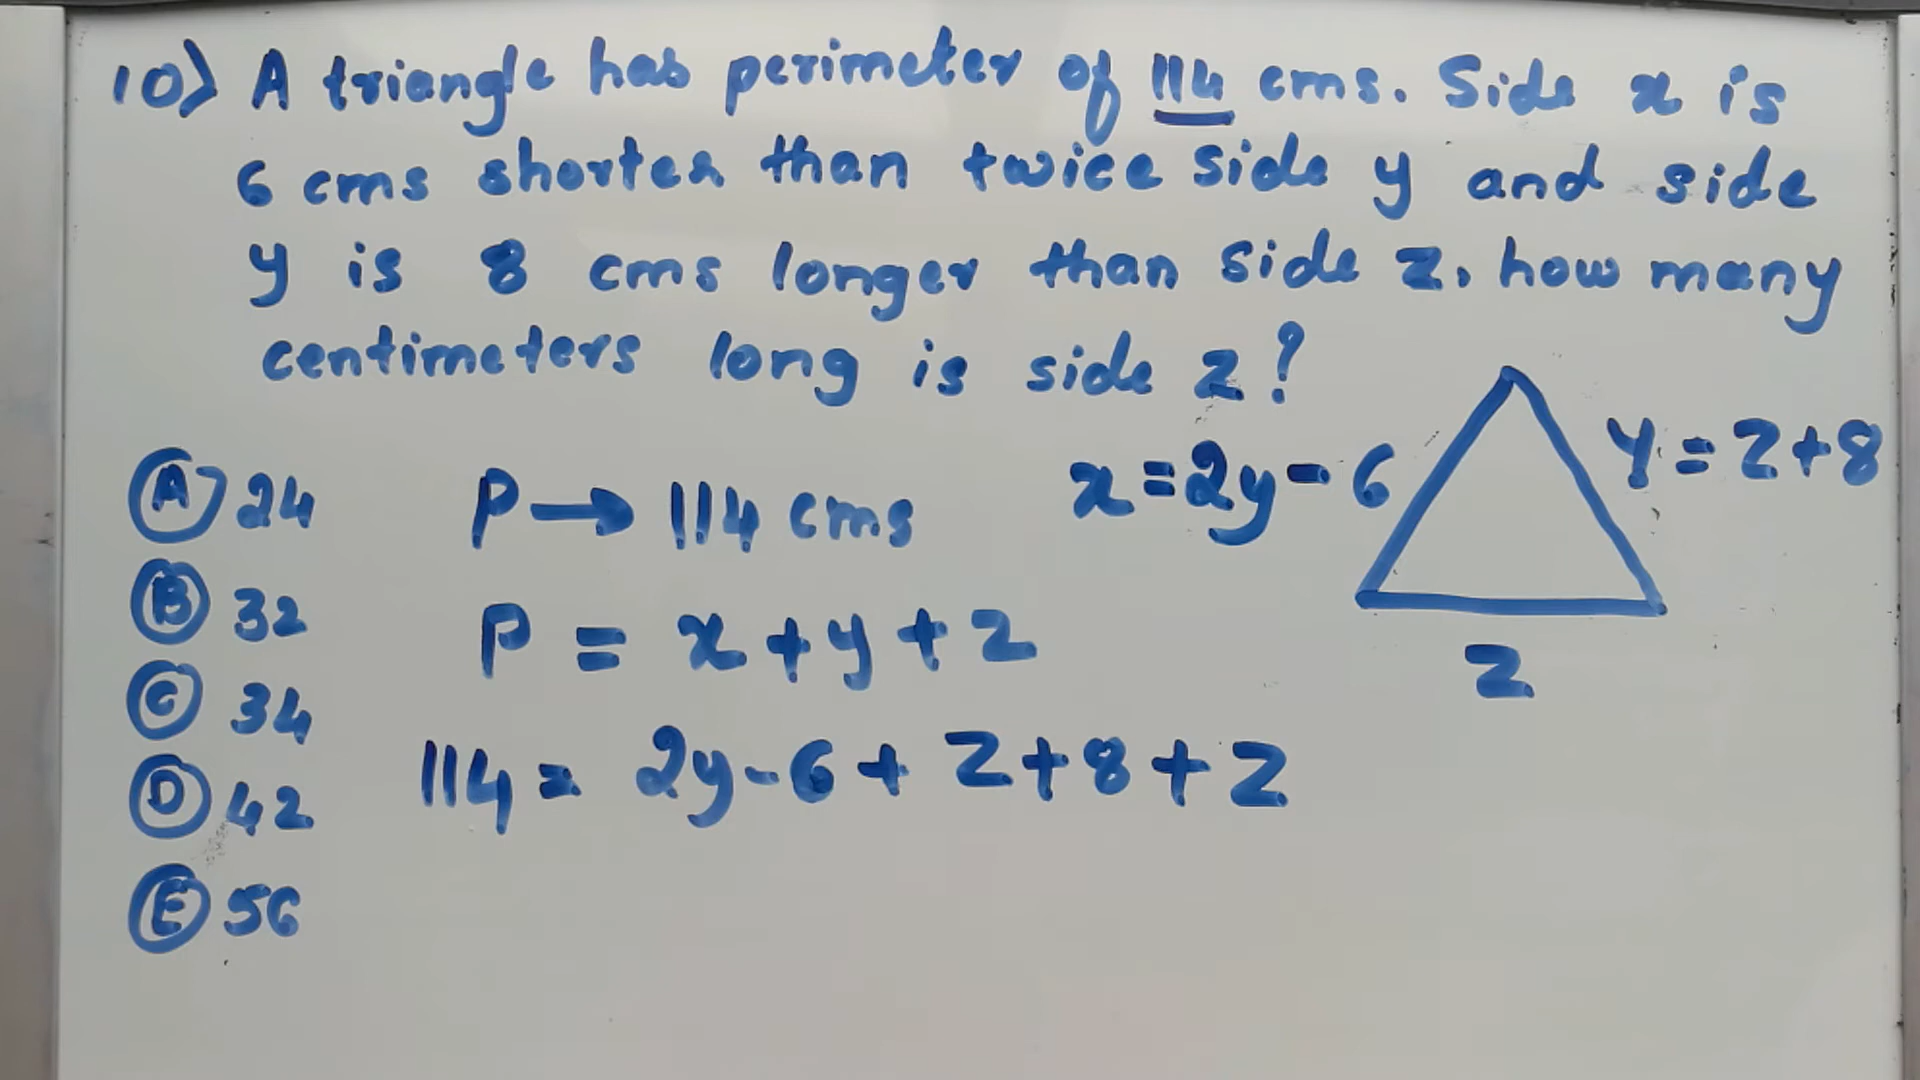 10) A triangle has perimeter of 114 cms. Side x is
6 cms shorter than twice side y and side
y is 8 cms longer than side z. how many
centimeters long is side z?
x=2y-6
y=z+8
z
A 24
B 32
C 34
D 42
E 56
P → 114 cms
P = x+y+z
114 = 2y-6+z+8+z